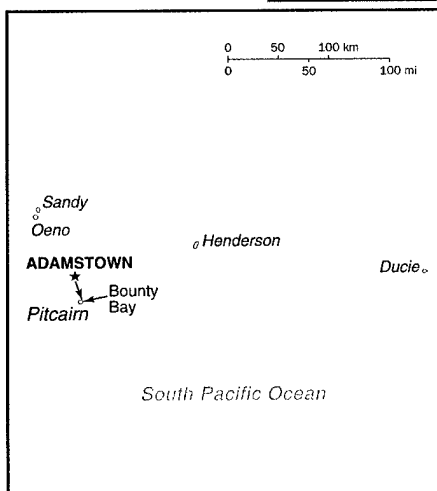 0 50 100 km
0 50 100 mi
Sandy
Oeno
Henderson
ADAMSTOWN
Ducie
Bounty
Bay
Pitcairn
South Pacific Ocean